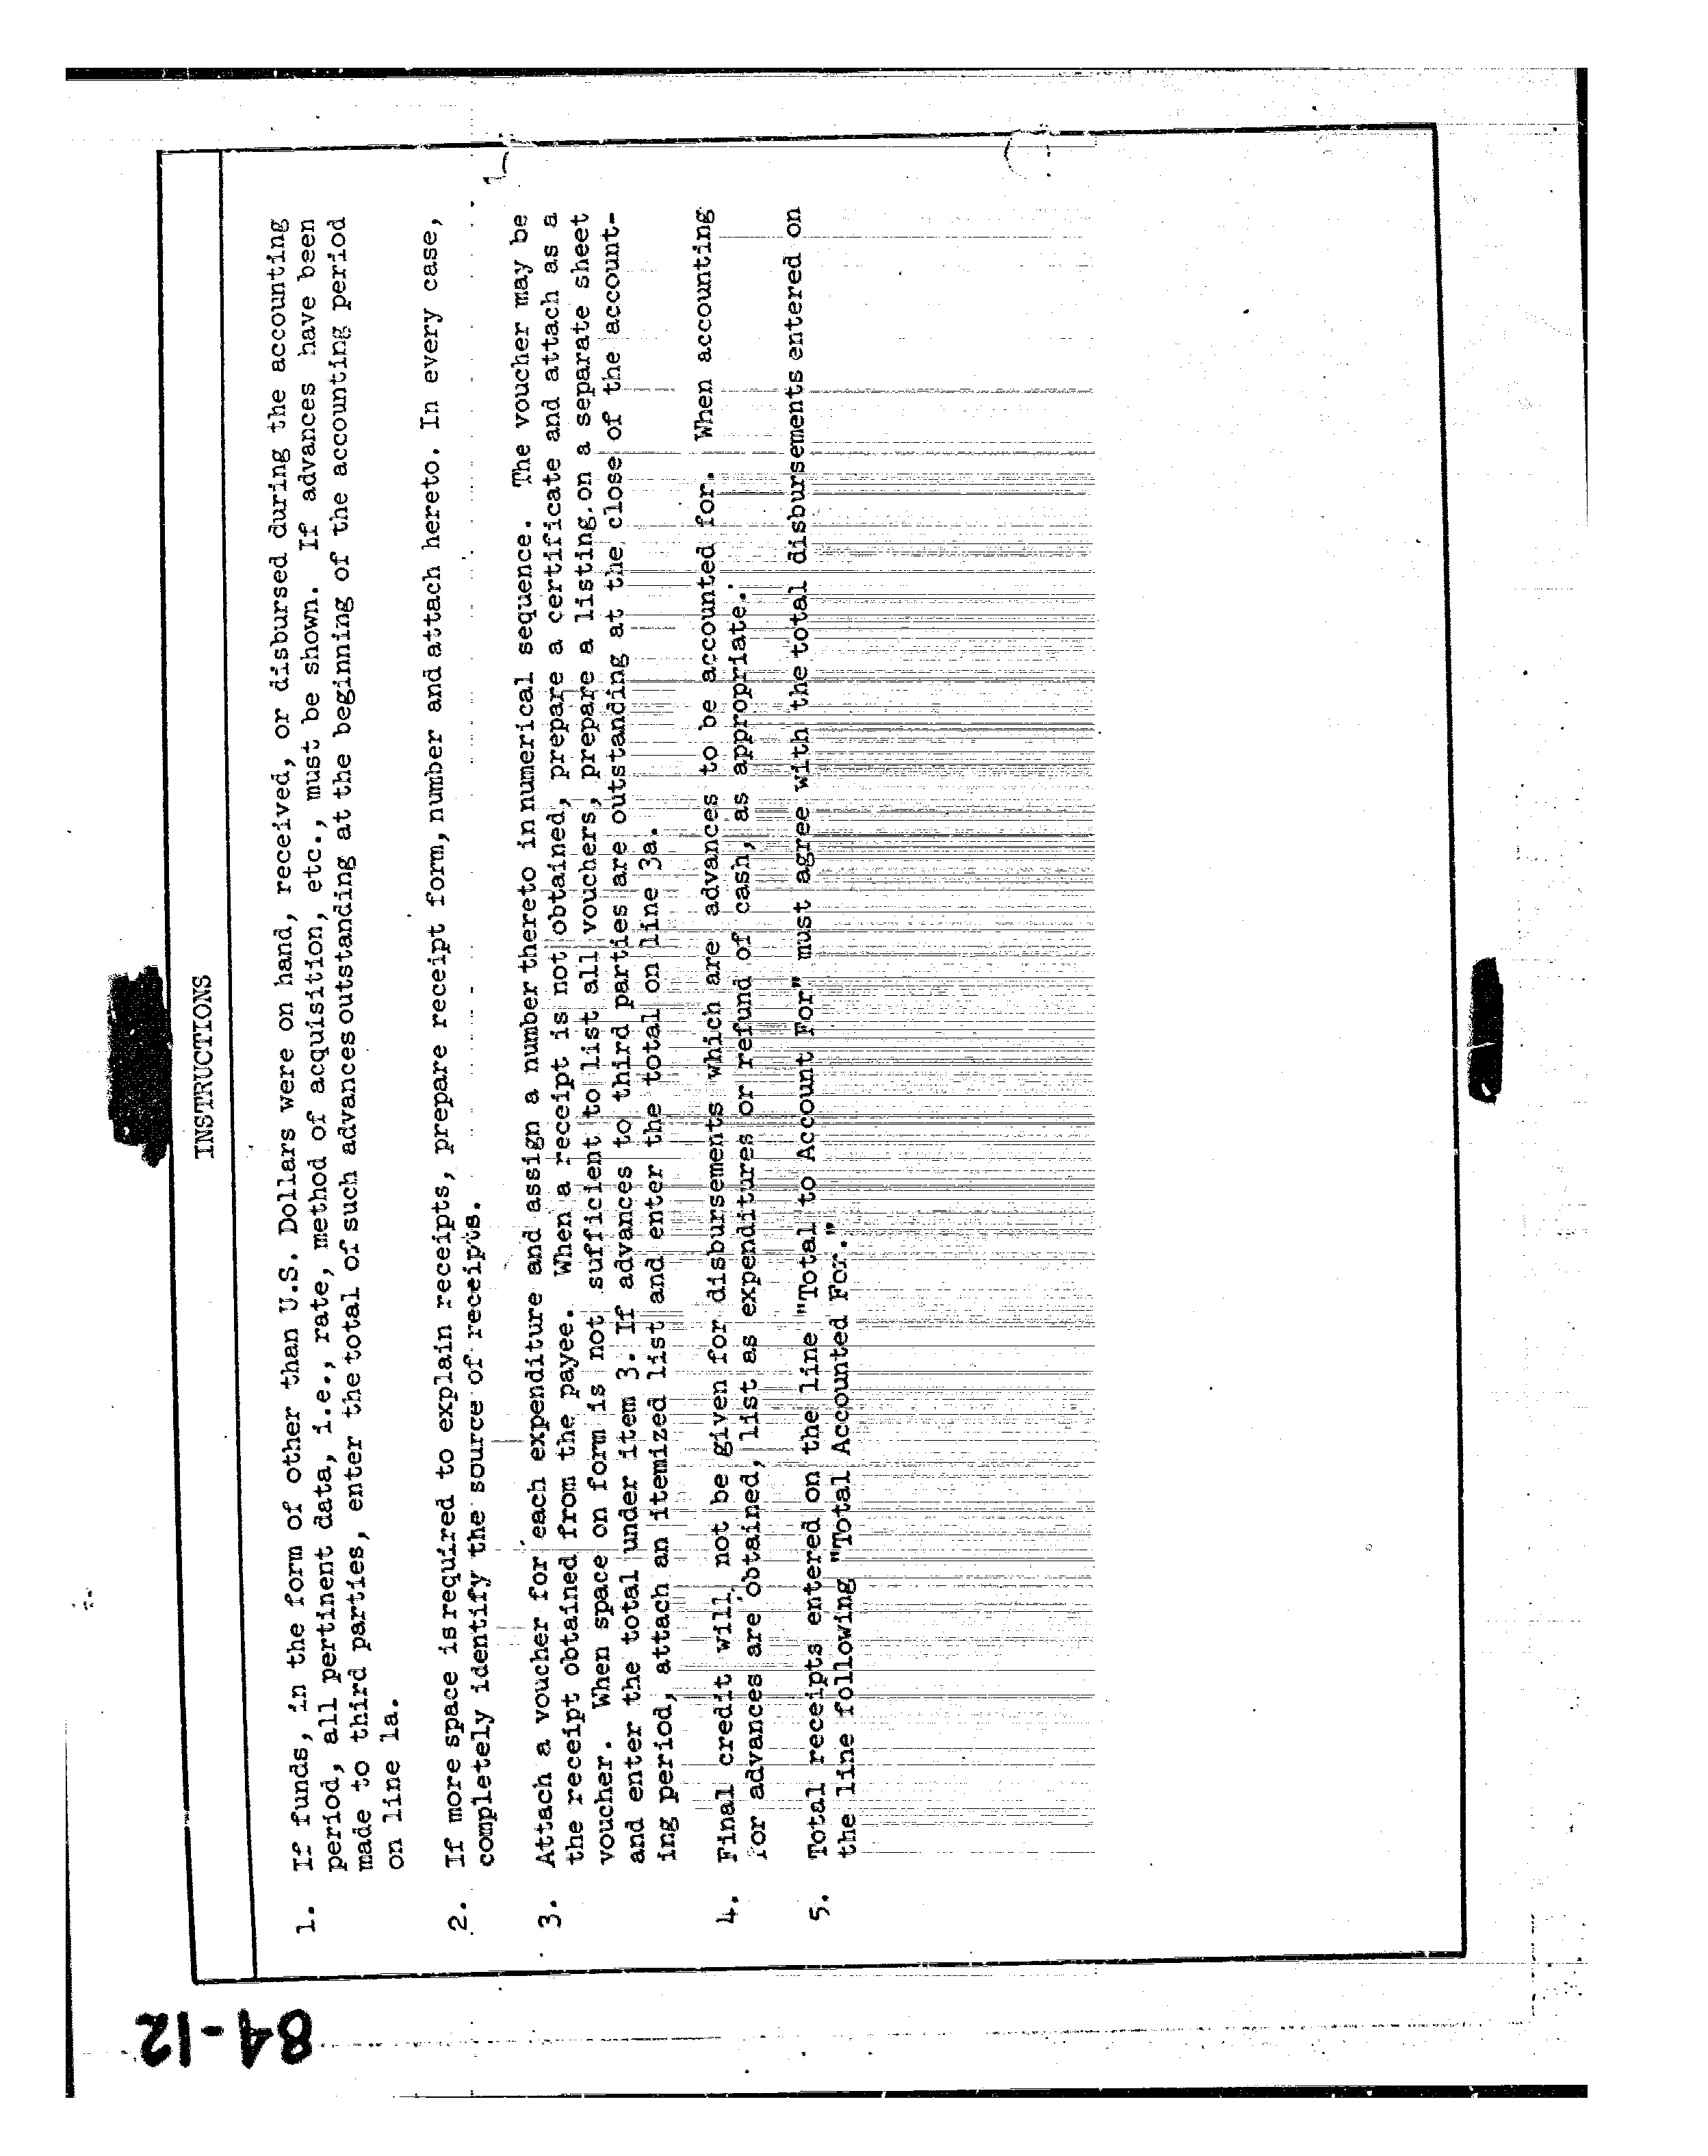 INSTRUCTIONS
1. If funds, in the form of other than U.S. Dollars were on hand, received, or disbursed during the accounting
period, all pertinent data, i.e., rate, method of acquisition, etc., must be shown. If advances have been
made to third parties, enter the total of such advances outstanding at the beginning of the accounting period
on line 1a.
2. If more space is required to explain receipts, prepare receipt form, number and attach hereto. In every case,
completely identify the source of receipts.
3. Attach a voucher for each expenditure and assign a number thereto in numerical sequence. The voucher may be
the receipt obtained from the payee. When a receipt is not obtained, prepare a certificate and attach as a
voucher. When space on form is not sufficient to list all vouchers, prepare a listing on a separate sheet
and enter the total under item 3. If advances to third parties are outstanding at the close of the account-
ing period, attach an itemized list and enter the total on line 3a.
4. Final credit will not be given for disbursements which are advances to be accounted for. When accounting
for advances are obtained, list as expenditures or refund of cash, as appropriate.
5. Total receipts entered on the line "Total to Account For" must agree with the total disbursements entered on
the line following "Total Accounted For."
84-12